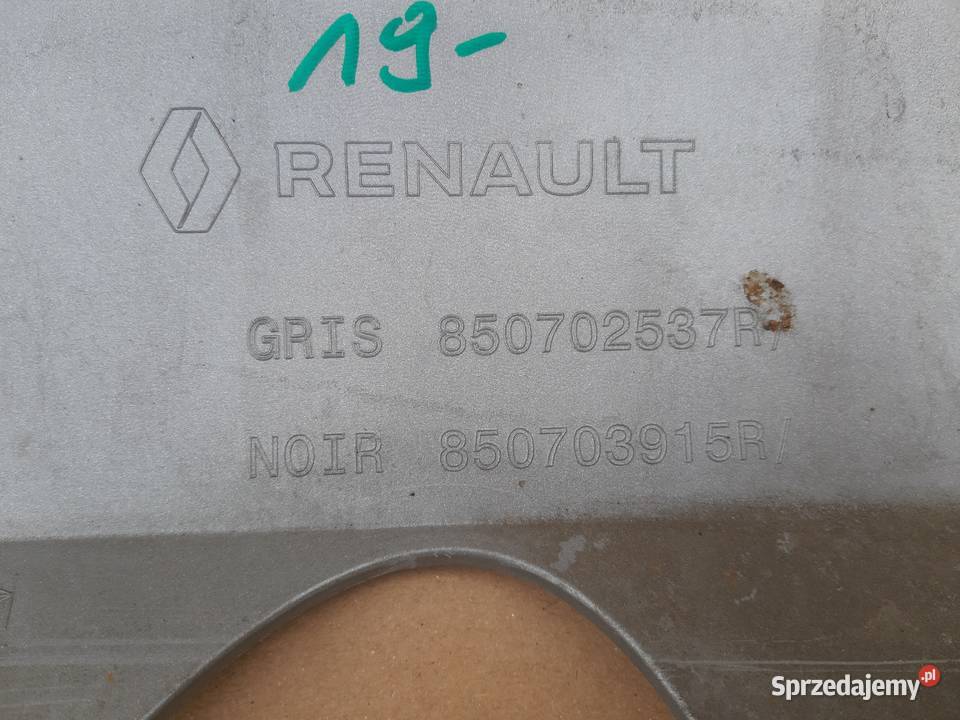 19-
RENAULT
GRIS 850702537R/
NOIR 850703915R/
Sprzedajemy.pl